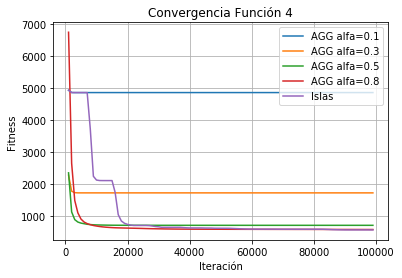 Convergencia Función 4
7000
6000
5000
4000
3000
2000
1000
Fitness
AGG alfa=0.1
AGG alfa=0.3
AGG alfa=0.5
AGG alfa=0.8
Islas
0
20000
40000
60000
80000
100000
Iteración